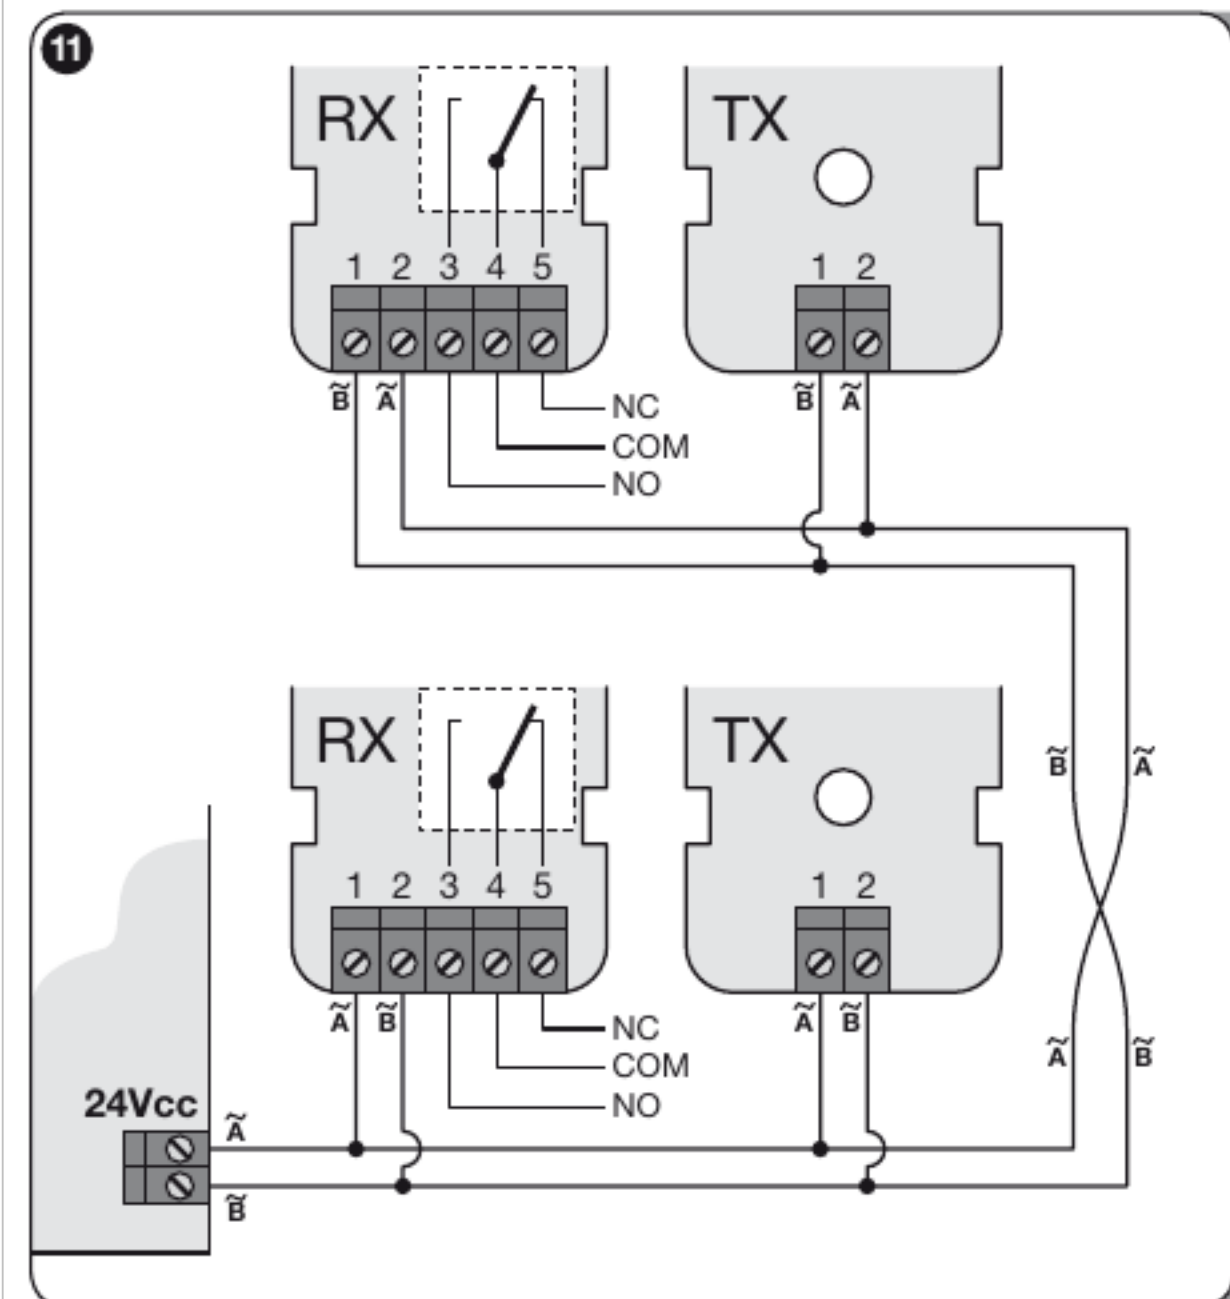 11
RX
TX
1 2 3 4 5
1 2
B̃ Ã
B̃ Ã
NC
COM
NO
RX
TX
B̃ Ã
1 2 3 4 5
1 2
Ã B̃
Ã B̃
NC
COM
NO
Ã B̃
24Vcc
Ã
B̃